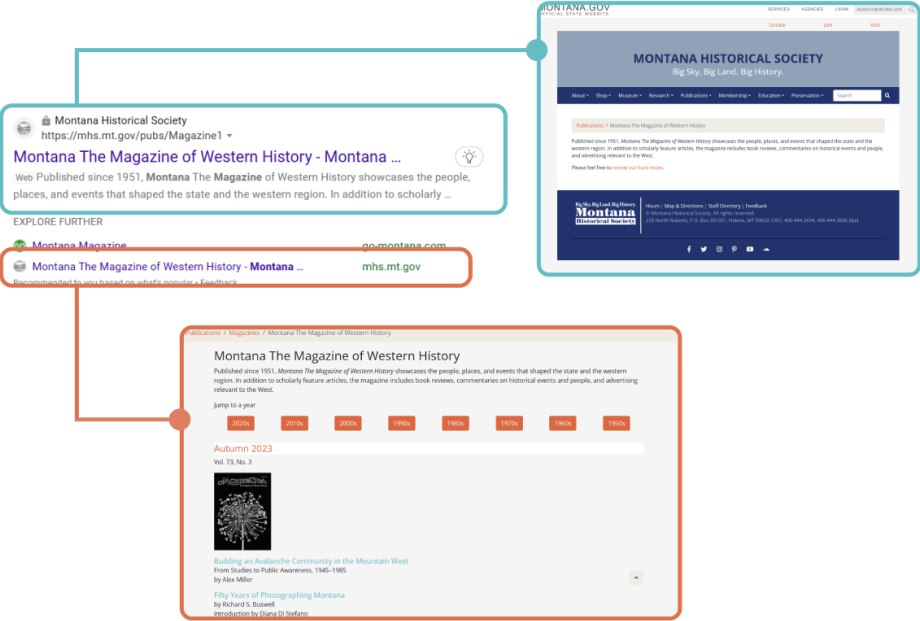 MONTANA.GOV
OFFICIAL STATE WEBSITE
SERVICES AGENCIES LOGIN SEARCH MONTANA.GOV
Donate Join Visit
MONTANA HISTORICAL SOCIETY
Big Sky. Big Land. Big History.
About Shop Museum Research Publications Membership Education Preservation Search
Publications / Montana The Magazine of Western History
Published since 1951, Montana The Magazine of Western History showcases the people, places, and events that shaped the state and the
western region. In addition to scholarly feature articles, the magazine includes book reviews, commentaries on historical events and people,
and advertising relevant to the West.
Please feel free to review our back issues.
Big Sky. Big Land. Big History.
Montana
Historical Society
Hours | Map & Directions | Staff Directory | Feedback
© Montana Historical Society. All rights reserved.
225 North Roberts, P.O. Box 201201, Helena, MT 59620-1201, 406-444-2694, 406-444-2696 (fax)
Montana Historical Society
https://mhs.mt.gov/pubs/Magazine1
Montana The Magazine of Western History - Montana ...
Web Published since 1951, Montana The Magazine of Western History showcases the people,
places, and events that shaped the state and the western region. In addition to scholarly ...
EXPLORE FURTHER
Montana Magazine go-montana.com
Montana The Magazine of Western History - Montana ... mhs.mt.gov
Recommended to you based on what's popular • Feedback
Publications / Magazines / Montana The Magazine of Western History
Montana The Magazine of Western History
Published since 1951, Montana The Magazine of Western History showcases the people, places, and events that shaped the state and the western
region. In addition to scholarly feature articles, the magazine includes book reviews, commentaries on historical events and people, and advertising
relevant to the West.
Jump to a year
2020s 2010s 2000s 1990s 1980s 1970s 1960s 1950s
Autumn 2023
Vol. 73, No. 3
MONTANA
Building an Avalanche Community in the Mountain West
From Studies to Public Awareness, 1945–1985
by Alex Miller
Fifty Years of Photographing Montana
by Richard S. Buswell
introduction by Diana Di Stefano